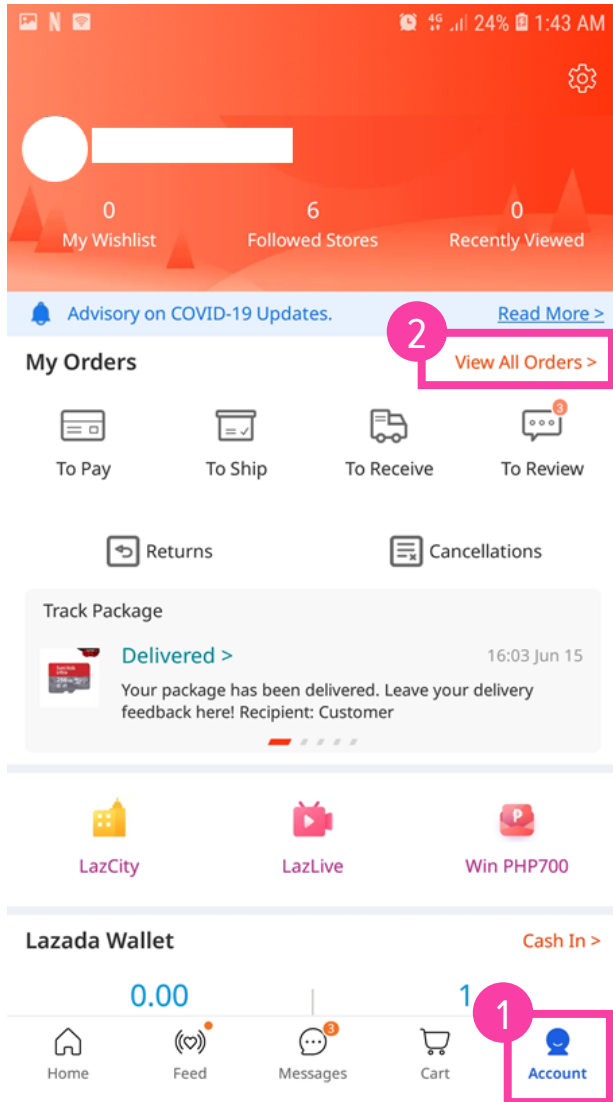 4G 24% 1:43 AM
0 6 0
My Wishlist Followed Stores Recently Viewed
Advisory on COVID-19 Updates. Read More >
2
My Orders View All Orders >
3
To Pay To Ship To Receive To Review
Returns Cancellations
Track Package
Delivered > 16:03 Jun 15
Your package has been delivered. Leave your delivery
feedback here! Recipient: Customer
LazCity LazLive Win PHP700
Lazada Wallet Cash In >
0.00 1
1
3
Home Feed Messages Cart Account